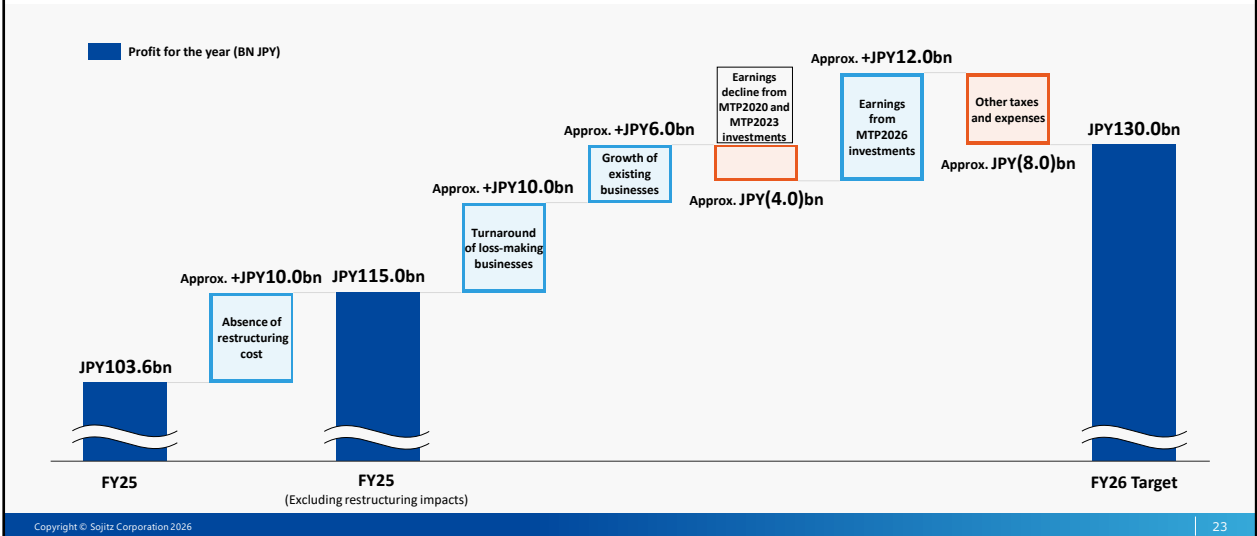 Profit for the year (BN JPY)
JPY103.6bn
FY25
Approx. +JPY10.0bn
Absence of
restructuring
cost
JPY115.0bn
FY25
(Excluding restructuring impacts)
Approx. +JPY10.0bn
Turnaround
of loss-making
businesses
Approx. +JPY6.0bn
Growth of
existing
businesses
Earnings
decline from
MTP2020 and
MTP2023
investments
Approx. JPY(4.0)bn
Approx. +JPY12.0bn
Earnings
from
MTP2026
investments
Other taxes
and expenses
Approx. JPY(8.0)bn
JPY130.0bn
FY26 Target
Copyright © Sojitz Corporation 2026
23